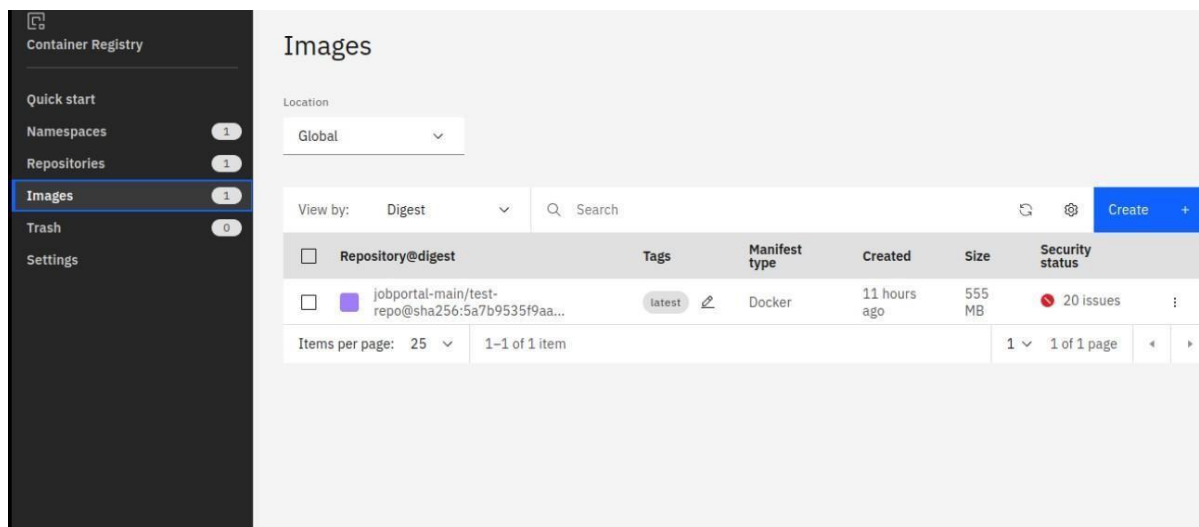 Container Registry
Quick start
Namespaces 1
Repositories 1
Images 1
Trash 0
Settings
Images
Location
Global
View by: Digest Search Create +
Repository@digest Tags Manifest type Created Size Security status
jobportal-main/test-
repo@sha256:5a7b9535f9aa... latest Docker 11 hours ago 555 MB 20 issues
Items per page: 25 1–1 of 1 item 1 1 of 1 page